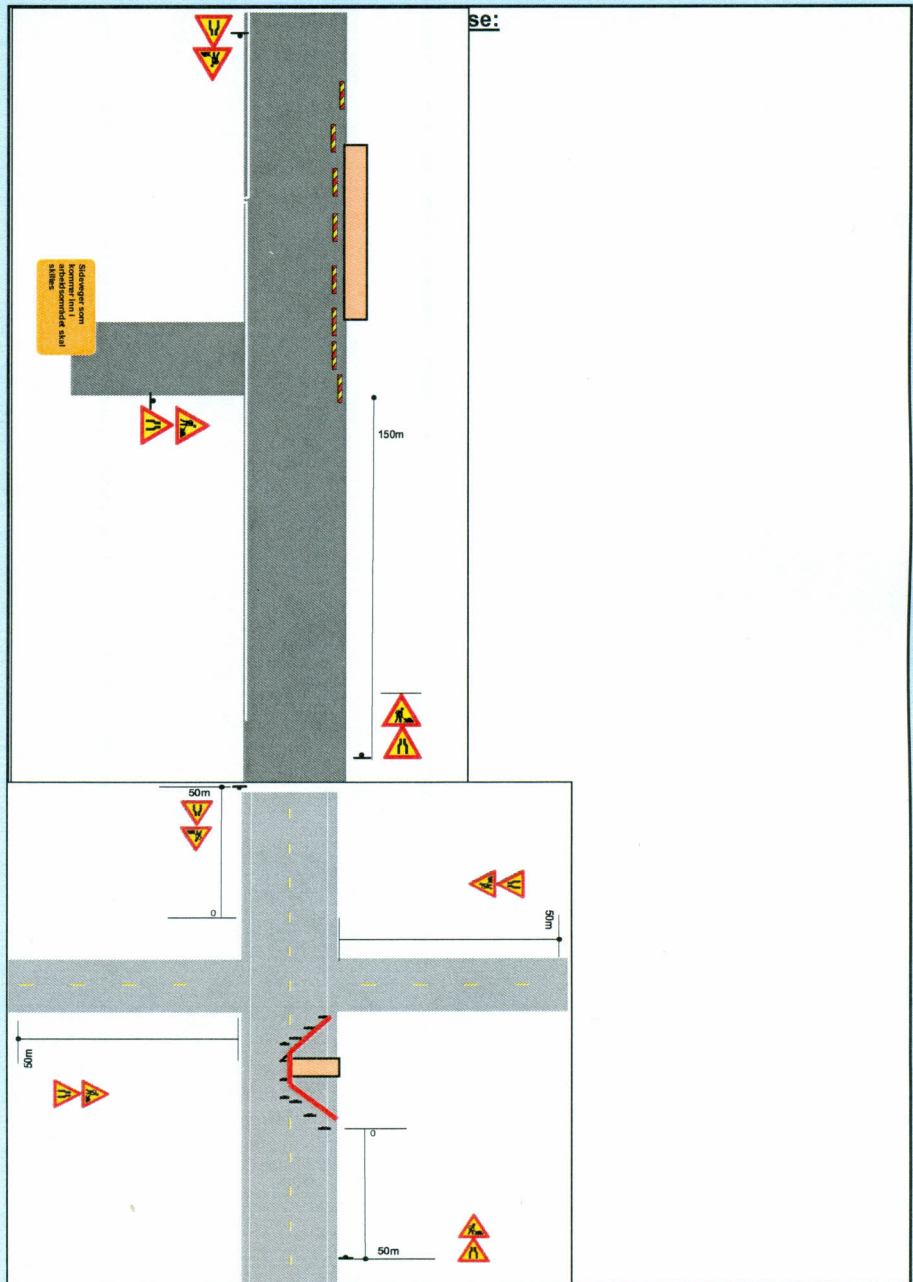 se:
Sideveger som
kommer inn i
arbeidsområdet skal
skiltes
150m
50m
0
50m
50m
0
50m